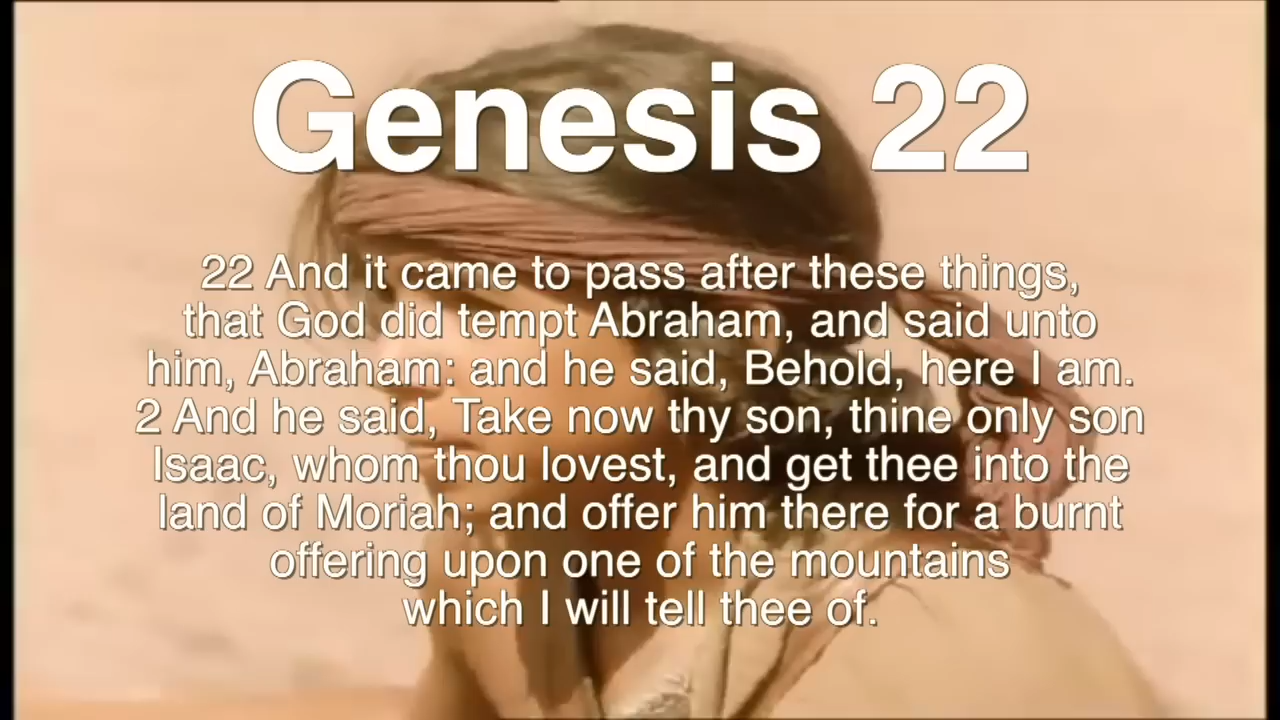 Genesis 22
22 And it came to pass after these things,
that God did tempt Abraham, and said unto
him, Abraham: and he said, Behold, here I am.
2 And he said, Take now thy son, thine only son
Isaac, whom thou lovest, and get thee into the
land of Moriah; and offer him there for a burnt
offering upon one of the mountains
which I will tell thee of.